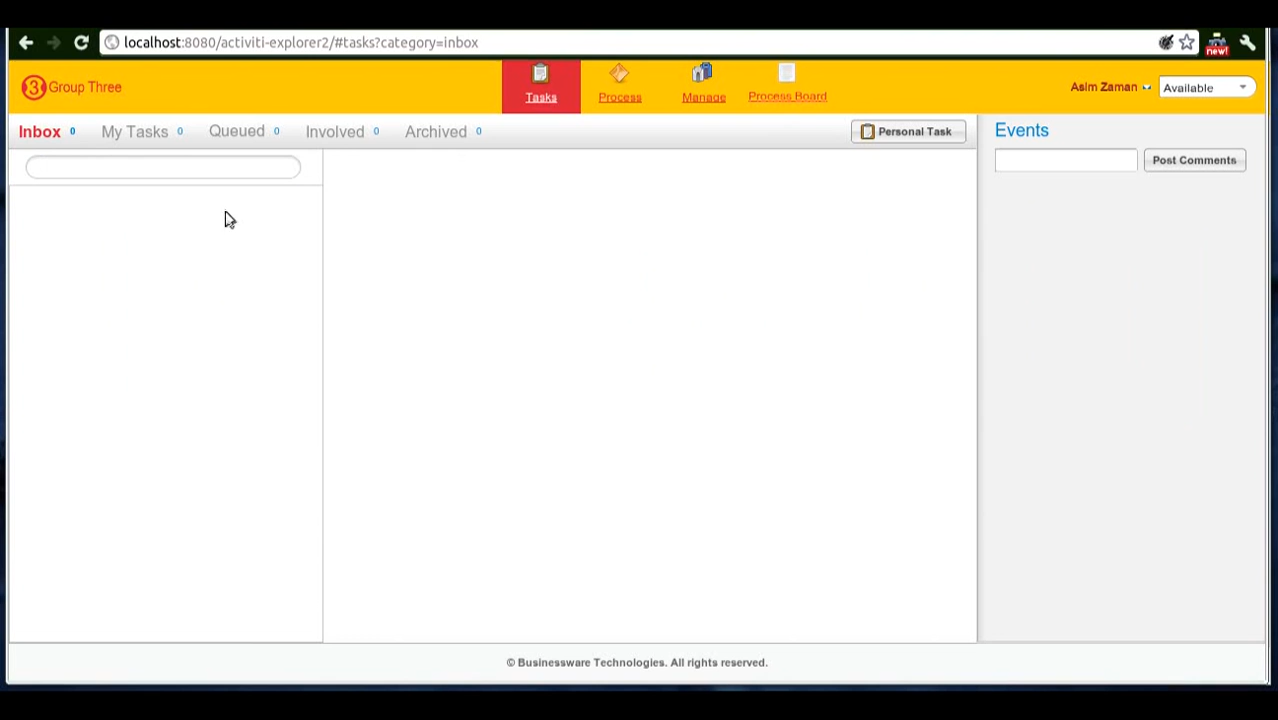 localhost:8080/activiti-explorer2/#tasks?category=inbox
new!
3 Group Three
Tasks
Process
Manage
Process Board
Asim Zaman
Available
Inbox 0
My Tasks 0
Queued 0
Involved 0
Archived 0
Personal Task
Events
Post Comments
© Businessware Technologies. All rights reserved.